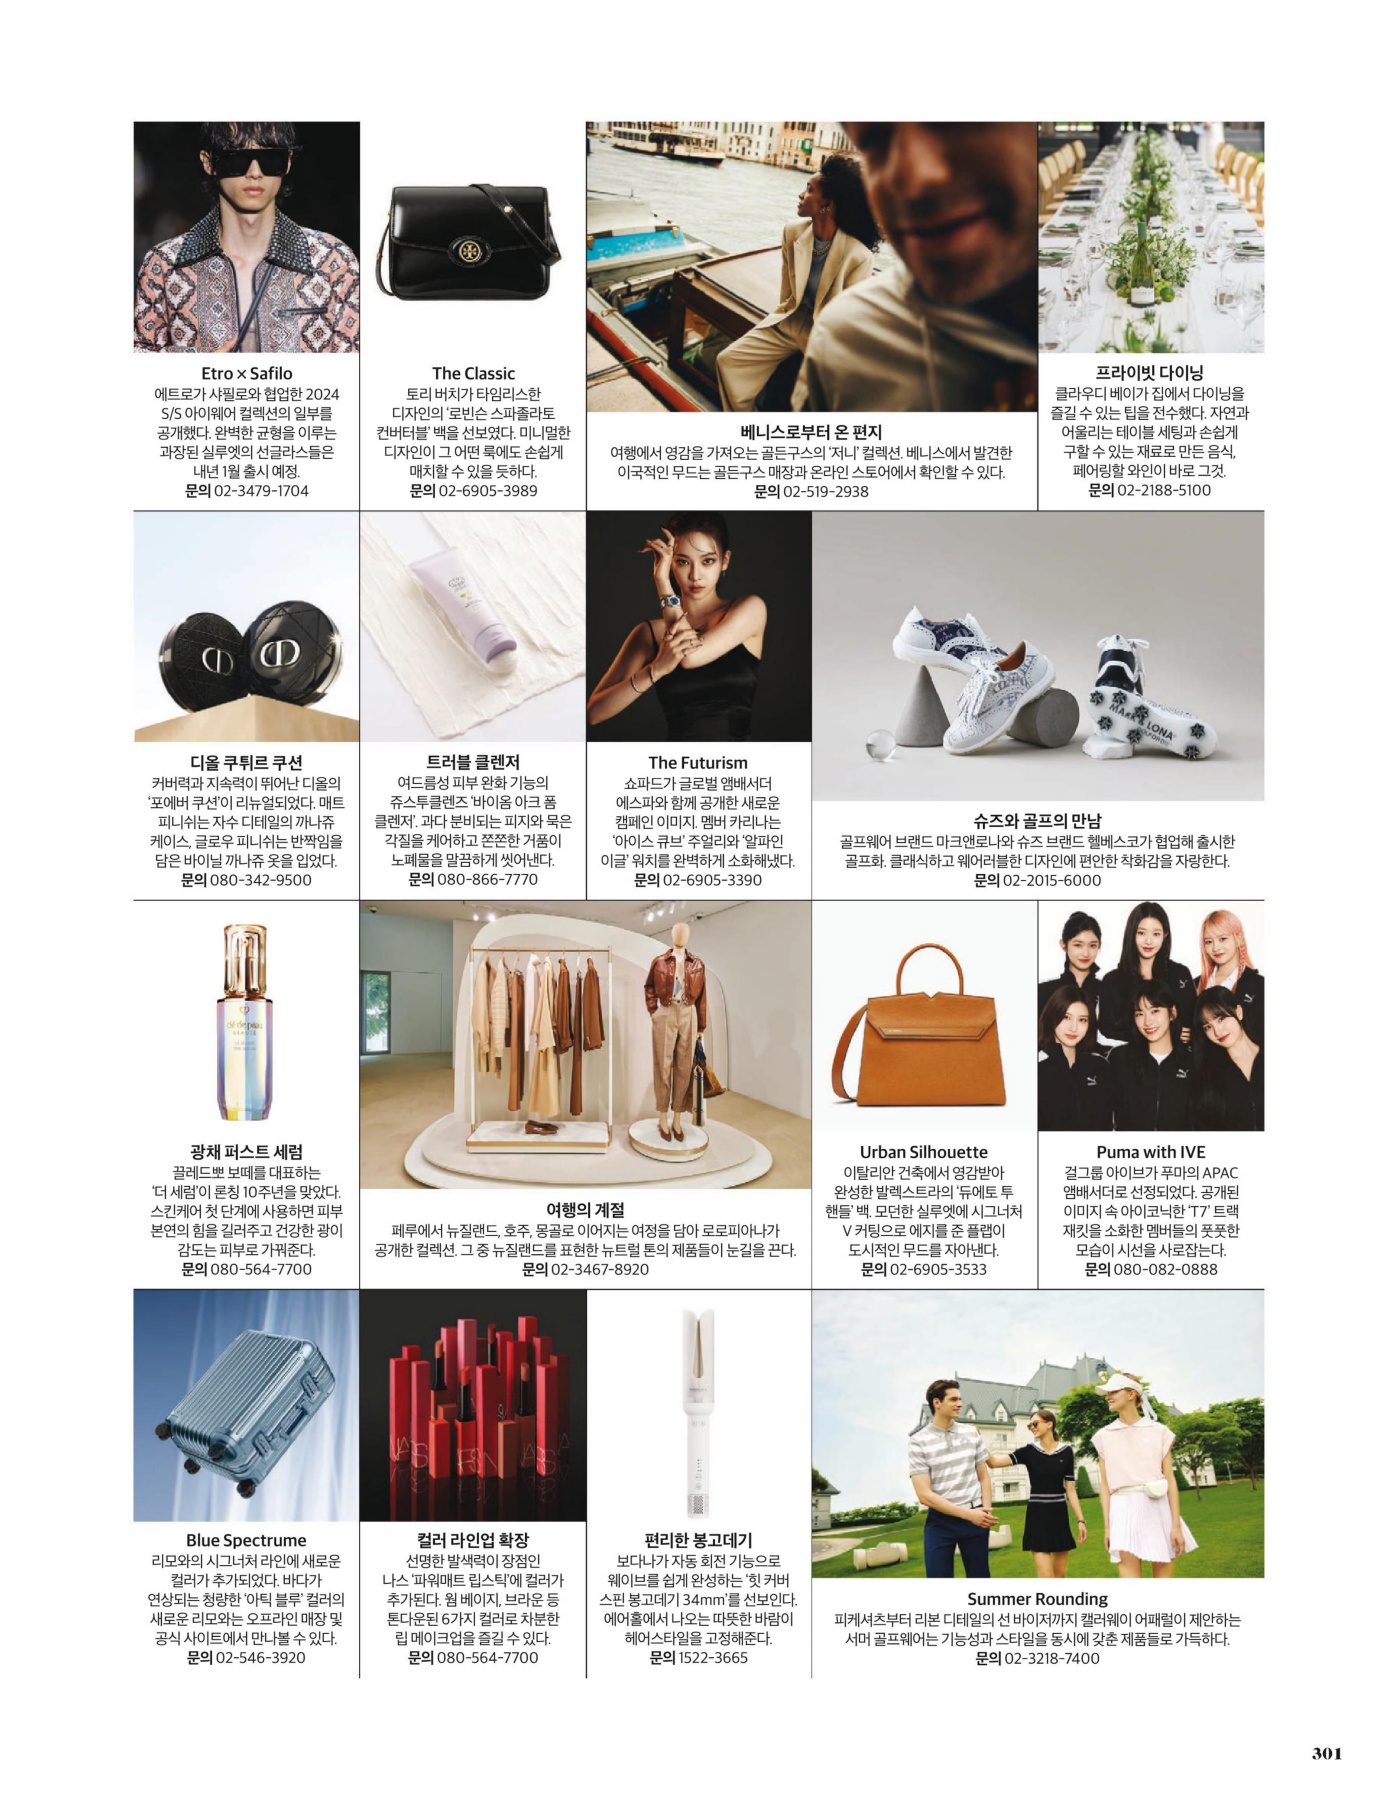 Etro × Safilo
에트로가 샤필로와 협업한 2024
S/S 아이웨어 컬렉션의 일부를
공개했다. 완벽한 균형을 이루는
과장된 실루엣의 선글라스들은
내년 1월 출시 예정.
문의 02-3479-1704
The Classic
토리 버치가 타임리스한
디자인의 ‘로빈슨 스파졸라토
컨버터블’ 백을 선보였다. 미니멀한
디자인이 그 어떤 룩에도 손쉽게
매치할 수 있을 듯하다.
문의 02-6905-3989
베니스로부터 온 편지
여행에서 영감을 가져오는 골든구스의 ‘저니’ 컬렉션. 베니스에서 발견한
이국적인 무드는 골든구스 매장과 온라인 스토어에서 확인할 수 있다.
문의 02-519-2938
프라이빗 다이닝
클라우디 베이가 집에서 다이닝을
즐길 수 있는 팁을 전수했다. 자연과
어울리는 테이블 세팅과 손쉽게
구할 수 있는 재료로 만든 음식,
페어링할 와인이 바로 그것.
문의 02-2188-5100
디올 쿠튀르 쿠션
커버력과 지속력이 뛰어난 디올의
‘포에버 쿠션’이 리뉴얼되었다. 매트
피니쉬는 자수 디테일의 까나쥬
케이스, 글로우 피니쉬는 반짝임을
담은 바이닐 까나쥬 옷을 입었다.
문의 080-342-9500
트러블 클렌저
여드름성 피부 완화 기능의
쥬스투클렌즈 ‘바이옴 아크 폼
클렌저’. 과다 분비되는 피지와 묵은
각질을 케어하고 쫀쫀한 거품이
노폐물을 말끔하게 씻어낸다.
문의 080-866-7770
The Futurism
쇼파드가 글로벌 앰배서더
에스파와 함께 공개한 새로운
캠페인 이미지. 멤버 카리나는
‘아이스 큐브’ 주얼리와 ‘알파인
이글’ 워치를 완벽하게 소화해냈다.
문의 02-6905-3390
MARK & LONA
슈즈와 골프의 만남
골프웨어 브랜드 마크앤로나와 슈즈 브랜드 헬베스코가 협업해 출시한
골프화. 클래식하고 웨어러블한 디자인에 편안한 착화감을 자랑한다.
문의 02-2015-6000
clé de peau
BEAUTÉ
광채 퍼스트 세럼
끌레드뽀 보떼를 대표하는
‘더 세럼’이 론칭 10주년을 맞았다.
스킨케어 첫 단계에 사용하면 피부
본연의 힘을 길러주고 건강한 광이
감도는 피부로 가꿔준다.
문의 080-564-7700
여행의 계절
페루에서 뉴질랜드, 호주, 몽골로 이어지는 여정을 담아 로로피아나가
공개한 컬렉션. 그 중 뉴질랜드를 표현한 뉴트럴 톤의 제품들이 눈길을 끈다.
문의 02-3467-8920
Urban Silhouette
이탈리안 건축에서 영감받아
완성한 발렉스트라의 ‘듀에토 투
핸들’ 백. 모던한 실루엣에 시그너처
V 커팅으로 에지를 준 플랩이
도시적인 무드를 자아낸다.
문의 02-6905-3533
Puma with IVE
걸그룹 아이브가 푸마의 APAC
앰배서더로 선정되었다. 공개된
이미지 속 아이코닉한 ‘T7’ 트랙
재킷을 소화한 멤버들의 풋풋한
모습이 시선을 사로잡는다.
문의 080-082-0888
Blue Spectrume
리모와의 시그너처 라인에 새로운
컬러가 추가되었다. 바다가
연상되는 청량한 ‘아틱 블루’ 컬러의
새로운 리모와는 오프라인 매장 및
공식 사이트에서 만나볼 수 있다.
문의 02-546-3920
NARS
컬러 라인업 확장
선명한 발색력이 장점인
나스 ‘파워매트 립스틱’에 컬러가
추가된다. 웜 베이지, 브라운 등
톤다운된 6가지 컬러로 차분한
립 메이크업을 즐길 수 있다.
문의 080-564-7700
편리한 봉고데기
보다나가 자동 회전 기능으로
웨이브를 쉽게 완성하는 ‘힛 커버
스핀 봉고데기 34mm’를 선보인다.
에어홀에서 나오는 따뜻한 바람이
헤어스타일을 고정해준다.
문의 1522-3665
Summer Rounding
피케셔츠부터 리본 디테일의 선 바이저까지 캘러웨이 어패럴이 제안하는
서머 골프웨어는 기능성과 스타일을 동시에 갖춘 제품들로 가득하다.
문의 02-3218-7400
301